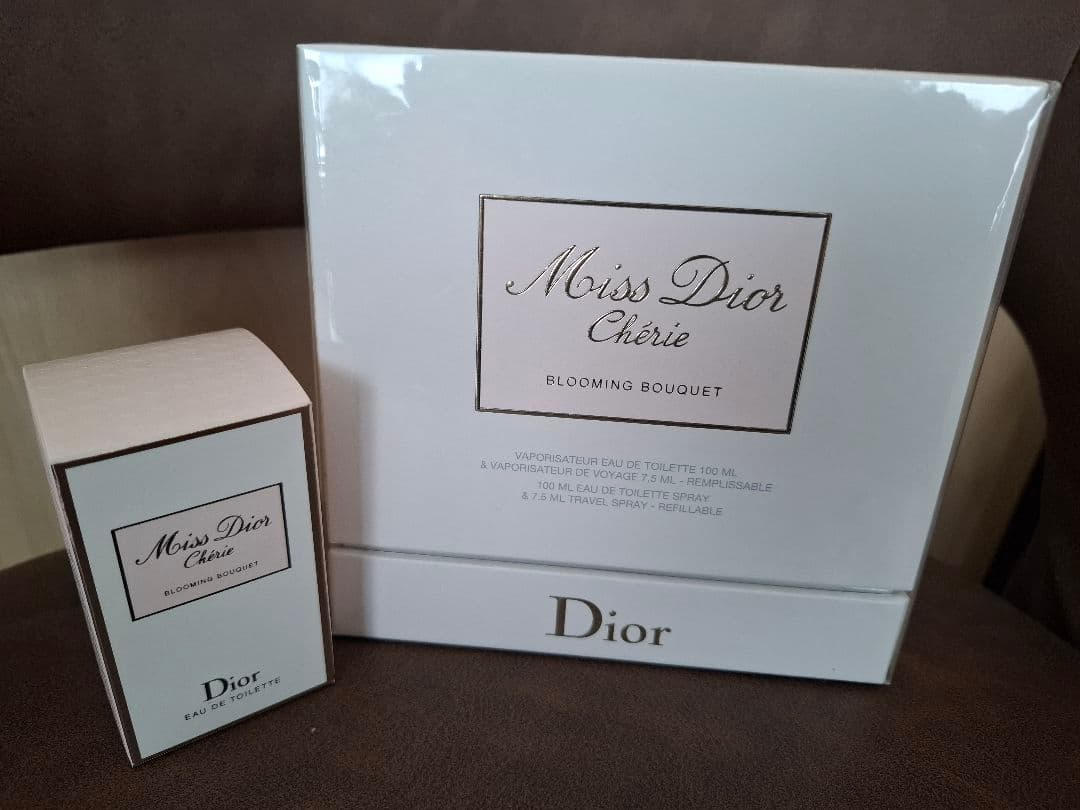 Miss Dior
Chérie
BLOOMING BOUQUET
VAPORISATEUR EAU DE TOILETTE 100 ML
& VAPORISATEUR DE VOYAGE 7,5 ML - REMPLISSABLE
100 ML EAU DE TOILETTE SPRAY
& 7.5 ML TRAVEL SPRAY - REFILLABLE
Dior
Miss Dior
Chérie
BLOOMING BOUQUET
Dior
EAU DE TOILETTE